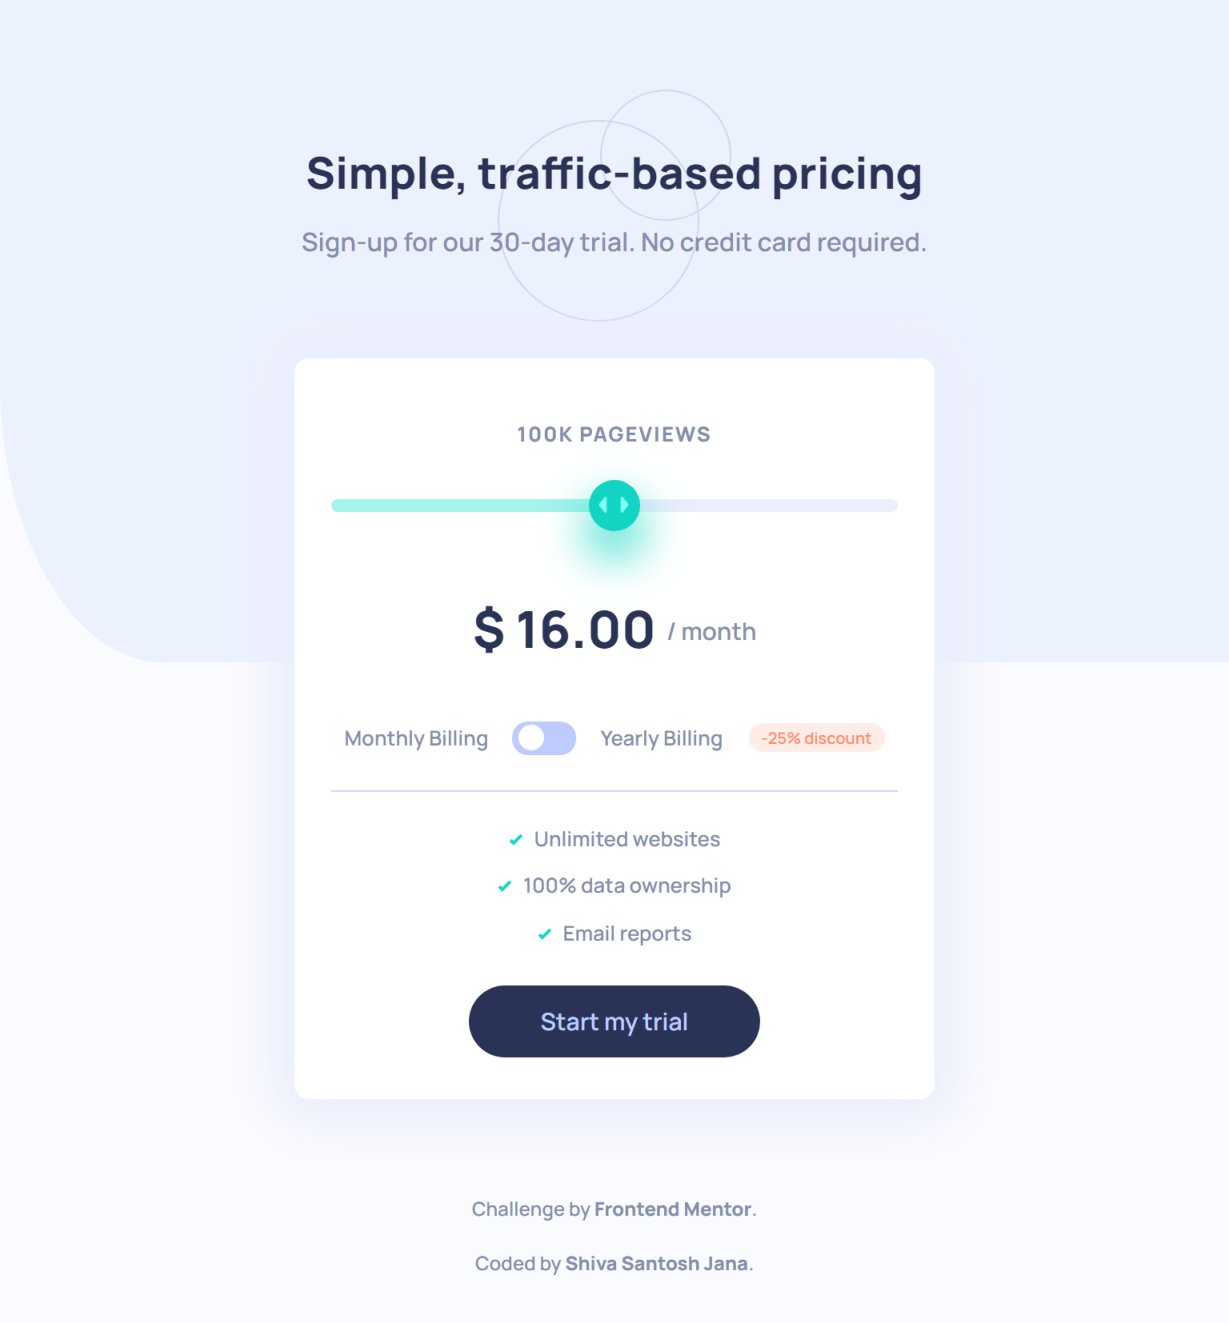 Simple, traffic-based pricing
Sign-up for our 30-day trial. No credit card required.
100K PAGEVIEWS
$ 16.00 / month
Monthly Billing Yearly Billing -25% discount
Unlimited websites
100% data ownership
Email reports
Start my trial
Challenge by Frontend Mentor.
Coded by Shiva Santosh Jana.